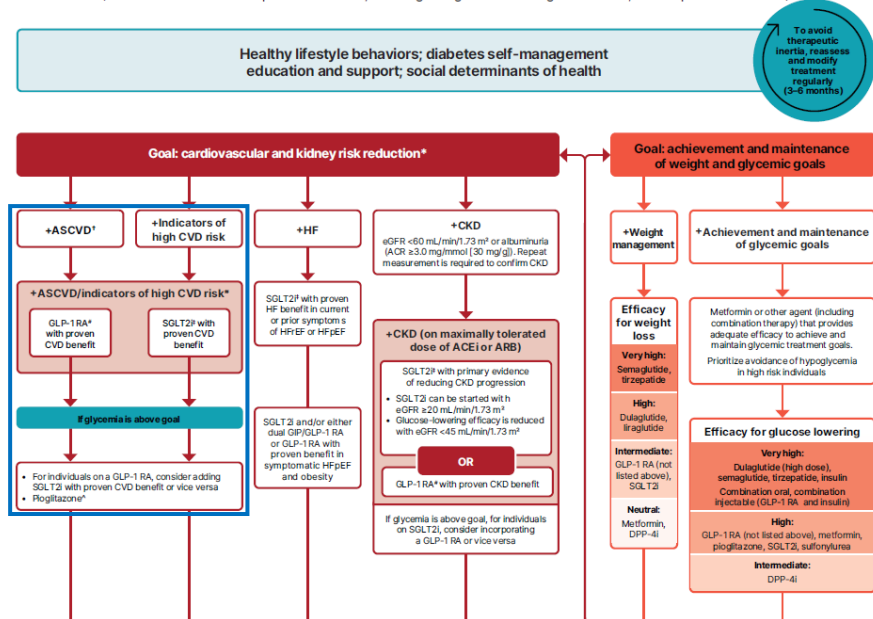 Healthy lifestyle behaviors; diabetes self-management
education and support; social determinants of health
To avoid
therapeutic
inertia, reassess
and modify
treatment
regularly
(3–6 months)
Goal: cardiovascular and kidney risk reduction*
Goal: achievement and maintenance
of weight and glycemic goals
+ASCVD†
+Indicators of
high CVD risk
+ASCVD/indicators of high CVD risk*
GLP-1 RA#
with proven
CVD benefit
SGLT2i§ with
proven CVD
benefit
If glycemia is above goal
• For individuals on a GLP-1 RA, consider adding
SGLT2i with proven CVD benefit or vice versa
• Pioglitazone^
+HF
SGLT2i§ with proven
HF benefit in current
or prior symptoms
of HFrEF or HFpEF
SGLT2i and/or either
dual GIP/GLP-1 RA
or GLP-1 RA with
proven benefit in
symptomatic HFpEF
and obesity
+CKD
eGFR <60 mL/min/1.73 m² or albuminuria
(ACR ≥3.0 mg/mmol [30 mg/g]). Repeat
measurement is required to confirm CKD
+CKD (on maximally tolerated
dose of ACEi or ARB)
SGLT2i§ with primary evidence
of reducing CKD progression
• SGLT2i can be started with
eGFR ≥20 mL/min/1.73 m²
• Glucose-lowering efficacy is reduced
with eGFR <45 mL/min/1.73 m²
OR
GLP-1 RA# with proven CKD benefit
If glycemia is above goal, for individuals
on SGLT2i, consider incorporating
a GLP-1 RA or vice versa
+Weight
management
Efficacy
for weight
loss
Very high:
Semaglutide,
tirzepatide
High:
Dulaglutide,
liraglutide
Intermediate:
GLP-1 RA (not
listed above),
SGLT2i
Neutral:
Metformin,
DPP-4i
+Achievement and maintenance
of glycemic goals
Metformin or other agent (including
combination therapy) that provides
adequate efficacy to achieve and
maintain glycemic treatment goals.
Prioritize avoidance of hypoglycemia
in high risk individuals
Efficacy for glucose lowering
Very high:
Dulaglutide (high dose),
semaglutide, tirzepatide, insulin
Combination oral, combination
injectable (GLP-1 RA and insulin)
High:
GLP-1 RA (not listed above), metformin,
pioglitazone, SGLT2i, sulfonylurea
Intermediate:
DPP-4i